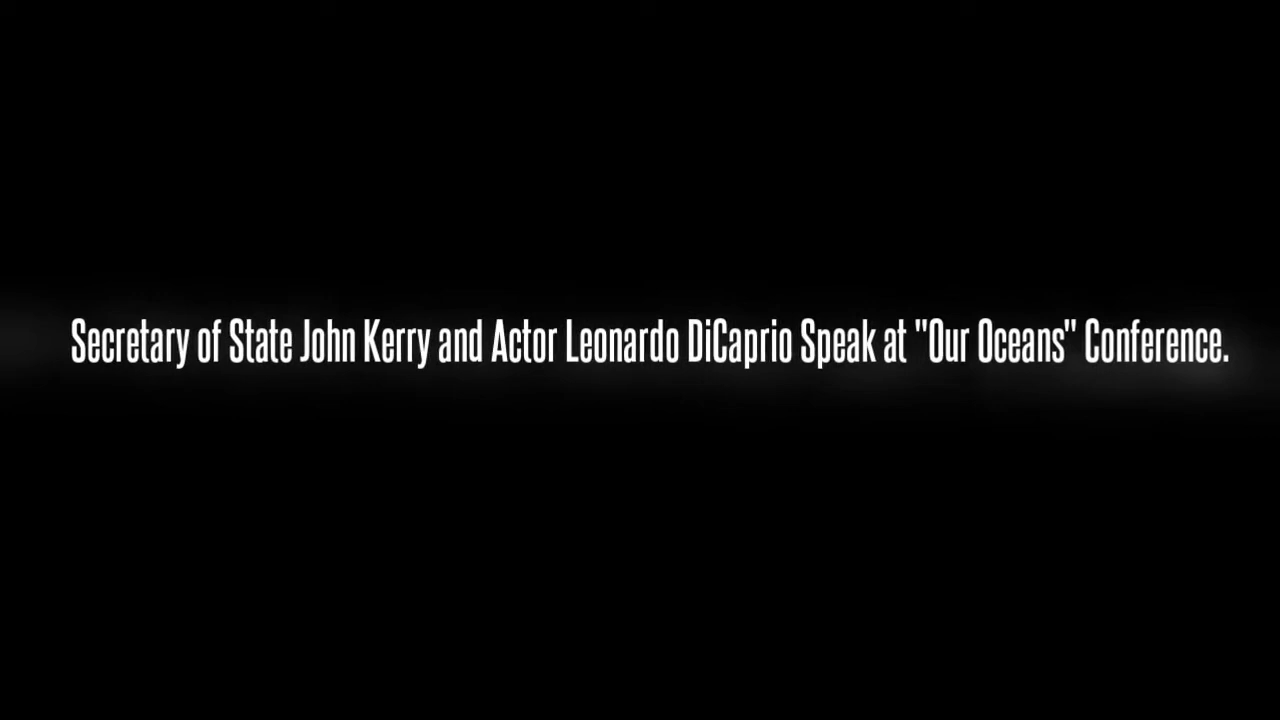 Secretary of State John Kerry and Actor Leonardo DiCaprio Speak at "Our Oceans" Conference.